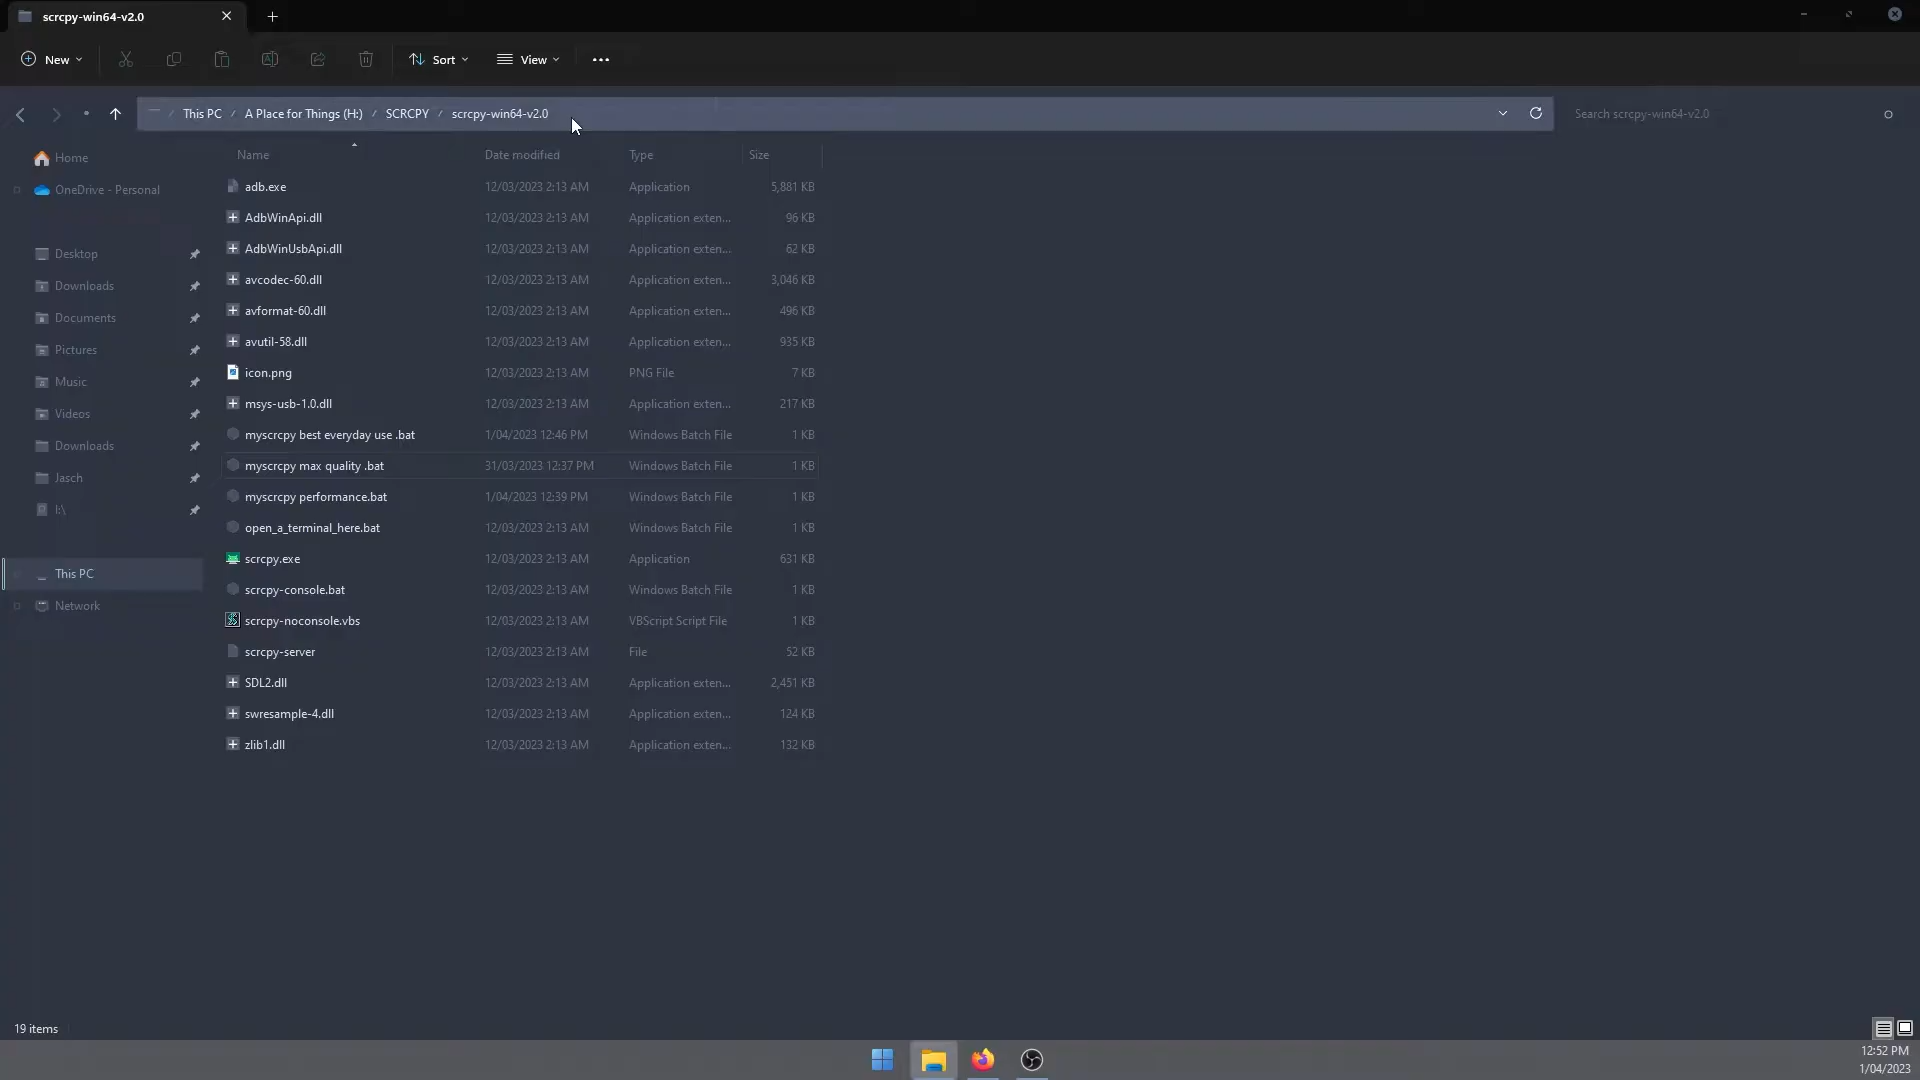 scrcpy-win64-v2.0
New
Sort
View
This PC / A Place for Things (H:) / SCRCPY / scrcpy-win64-v2.0
Search scrcpy-win64-v2.0
Home
OneDrive - Personal
Desktop
Downloads
Documents
Pictures
Music
Videos
Downloads
Jasch
I:\
This PC
Network
Name Date modified Type Size
adb.exe 12/03/2023 2:13 AM Application 5,881 KB
AdbWinApi.dll 12/03/2023 2:13 AM Application exten... 96 KB
AdbWinUsbApi.dll 12/03/2023 2:13 AM Application exten... 62 KB
avcodec-60.dll 12/03/2023 2:13 AM Application exten... 3,046 KB
avformat-60.dll 12/03/2023 2:13 AM Application exten... 496 KB
avutil-58.dll 12/03/2023 2:13 AM Application exten... 935 KB
icon.png 12/03/2023 2:13 AM PNG File 7 KB
msys-usb-1.0.dll 12/03/2023 2:13 AM Application exten... 217 KB
myscrcpy best everyday use .bat 1/04/2023 12:46 PM Windows Batch File 1 KB
myscrcpy max quality .bat 31/03/2023 12:37 PM Windows Batch File 1 KB
myscrcpy performance.bat 1/04/2023 12:39 PM Windows Batch File 1 KB
open_a_terminal_here.bat 12/03/2023 2:13 AM Windows Batch File 1 KB
scrcpy.exe 12/03/2023 2:13 AM Application 631 KB
scrcpy-console.bat 12/03/2023 2:13 AM Windows Batch File 1 KB
scrcpy-noconsole.vbs 12/03/2023 2:13 AM VBScript Script File 1 KB
scrcpy-server 12/03/2023 2:13 AM File 52 KB
SDL2.dll 12/03/2023 2:13 AM Application exten... 2,451 KB
swresample-4.dll 12/03/2023 2:13 AM Application exten... 124 KB
zlib1.dll 12/03/2023 2:13 AM Application exten... 132 KB
19 items
12:52 PM
1/04/2023